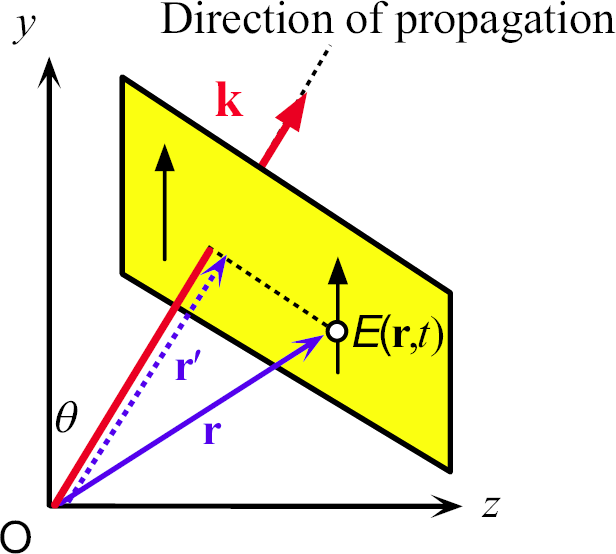 y
Direction of propagation
k
E(r,t)
r′
θ
r
z
O